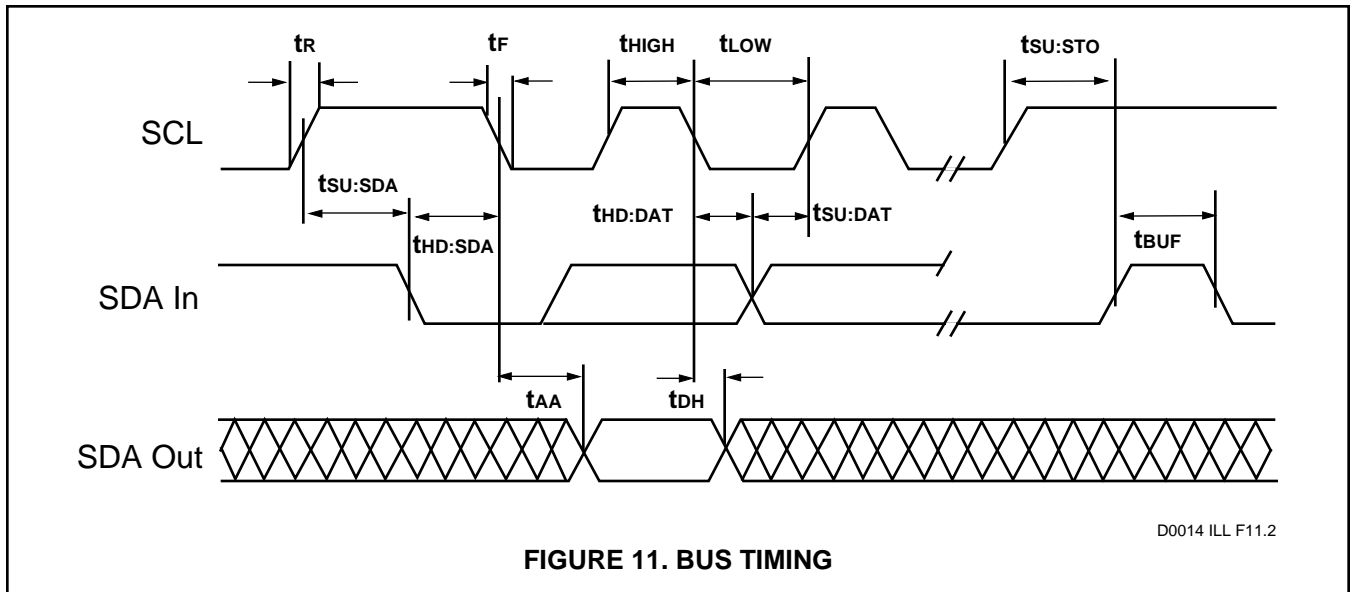 tR tF tHIGH tLOW tSU:STO
SCL
tSU:SDA tHD:SDA tHD:DAT tSU:DAT tBUF
SDA In
tAA tDH
SDA Out
D0014 ILL F11.2
FIGURE 11. BUS TIMING